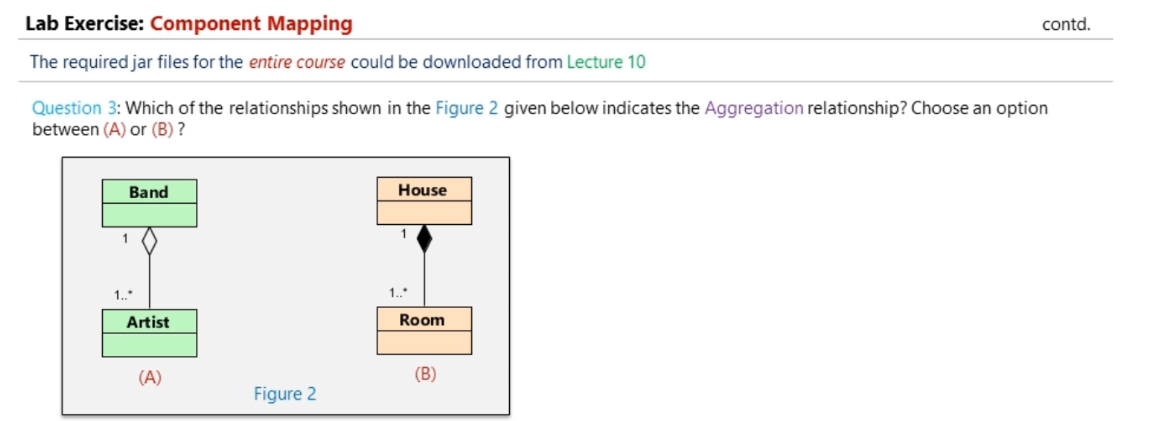 Lab Exercise: Component Mapping contd.
The required jar files for the entire course could be downloaded from Lecture 10
Question 3: Which of the relationships shown in the Figure 2 given below indicates the Aggregation relationship? Choose an option
between (A) or (B) ?
Band House
1 1
1..* 1..*
Artist Room
(A) (B)
Figure 2